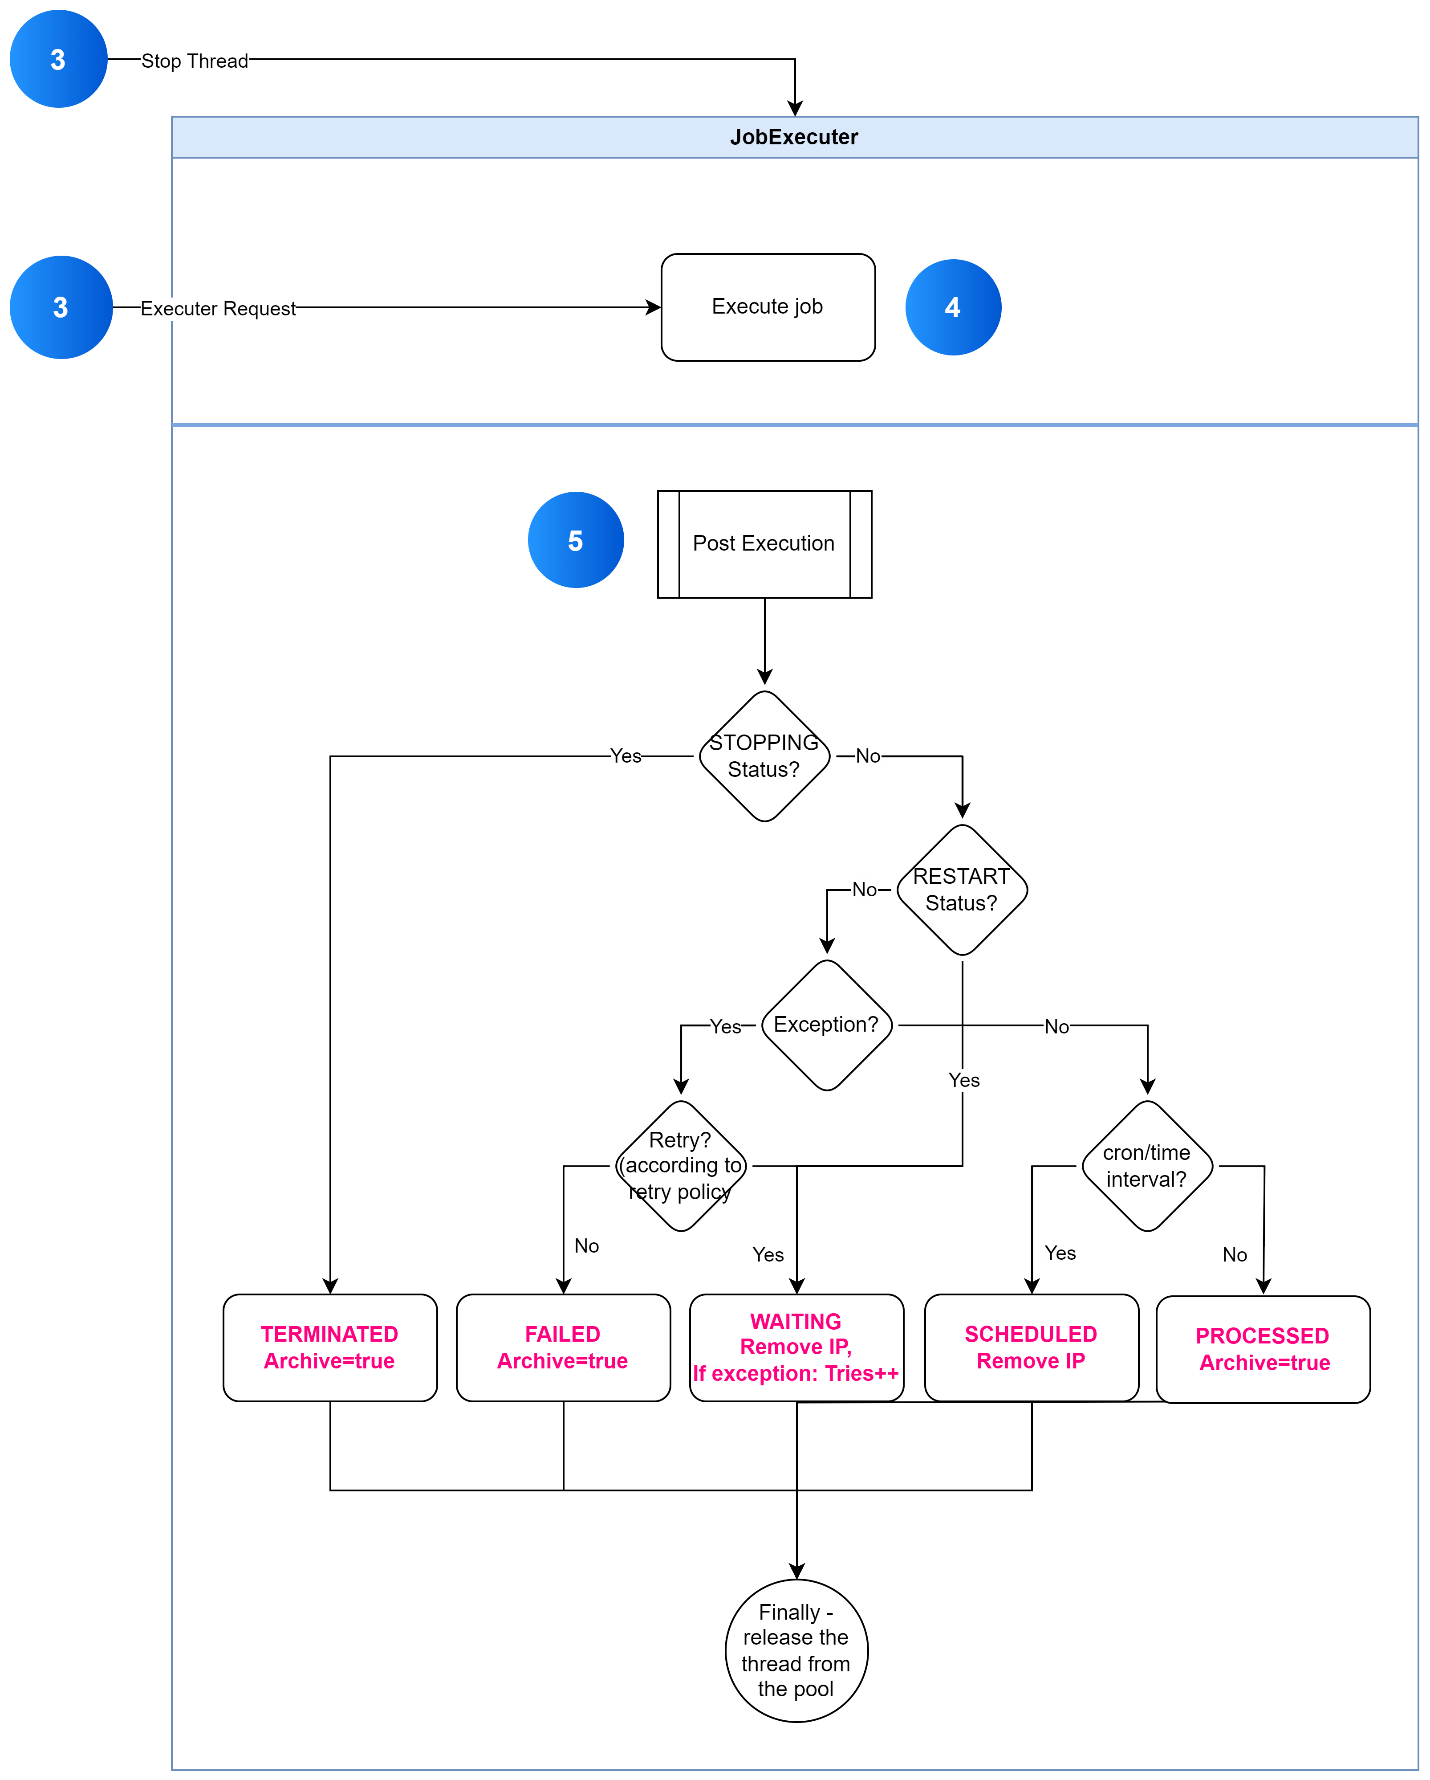 3
Stop Thread
JobExecuter
3
Executer Request
Execute job
4
5
Post Execution
STOPPING
Status?
Yes
No
RESTART
Status?
No
Exception?
Yes
No
Yes
Retry?
(according to
retry policy
cron/time
interval?
No
Yes
Yes
No
TERMINATED
Archive=true
FAILED
Archive=true
WAITING
Remove IP,
If exception: Tries++
SCHEDULED
Remove IP
PROCESSED
Archive=true
Finally -
release the
thread from
the pool